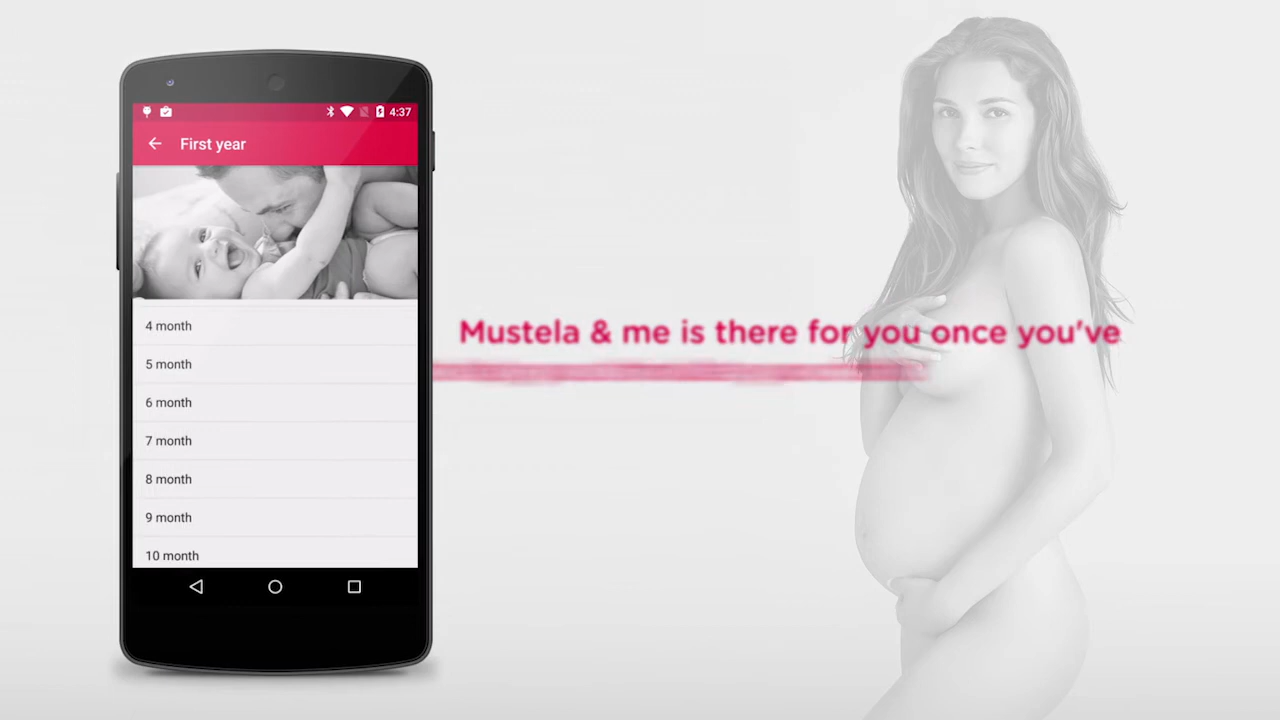 4:37
First year
4 month
5 month
6 month
7 month
8 month
9 month
10 month
Mustela & me is there for you once you've